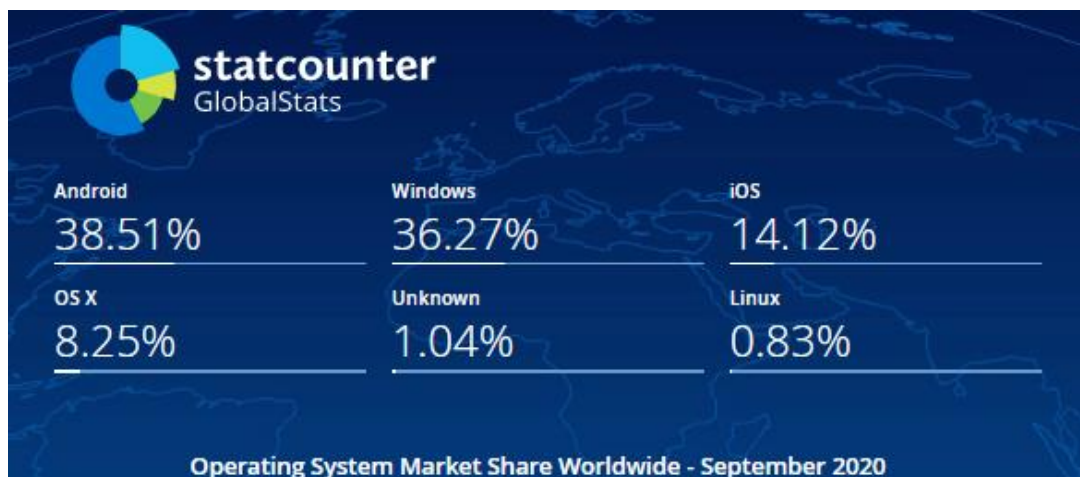 statcounter
GlobalStats
Android Windows iOS
38.51% 36.27% 14.12%
OS X Unknown Linux
8.25% 1.04% 0.83%
Operating System Market Share Worldwide - September 2020